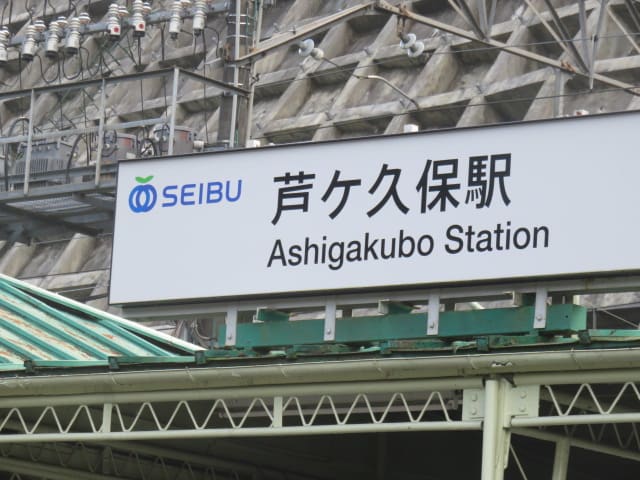 SEIBU 芦ヶ久保駅
Ashigakubo Station